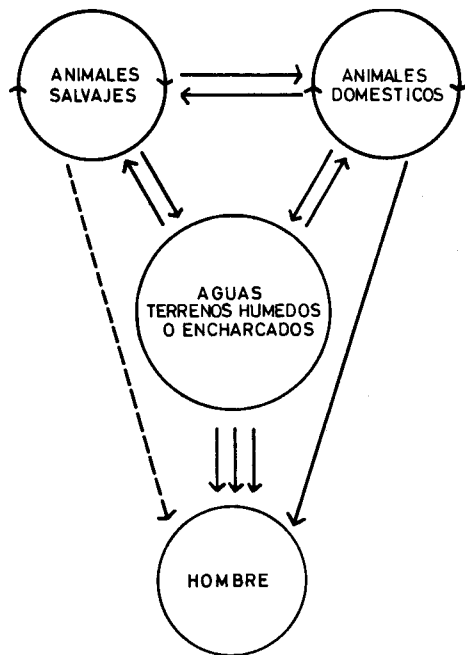 ANIMALES
SALVAJES
ANIMALES
DOMESTICOS
AGUAS
TERRENOS HUMEDOS
O ENCHARCADOS
HOMBRE